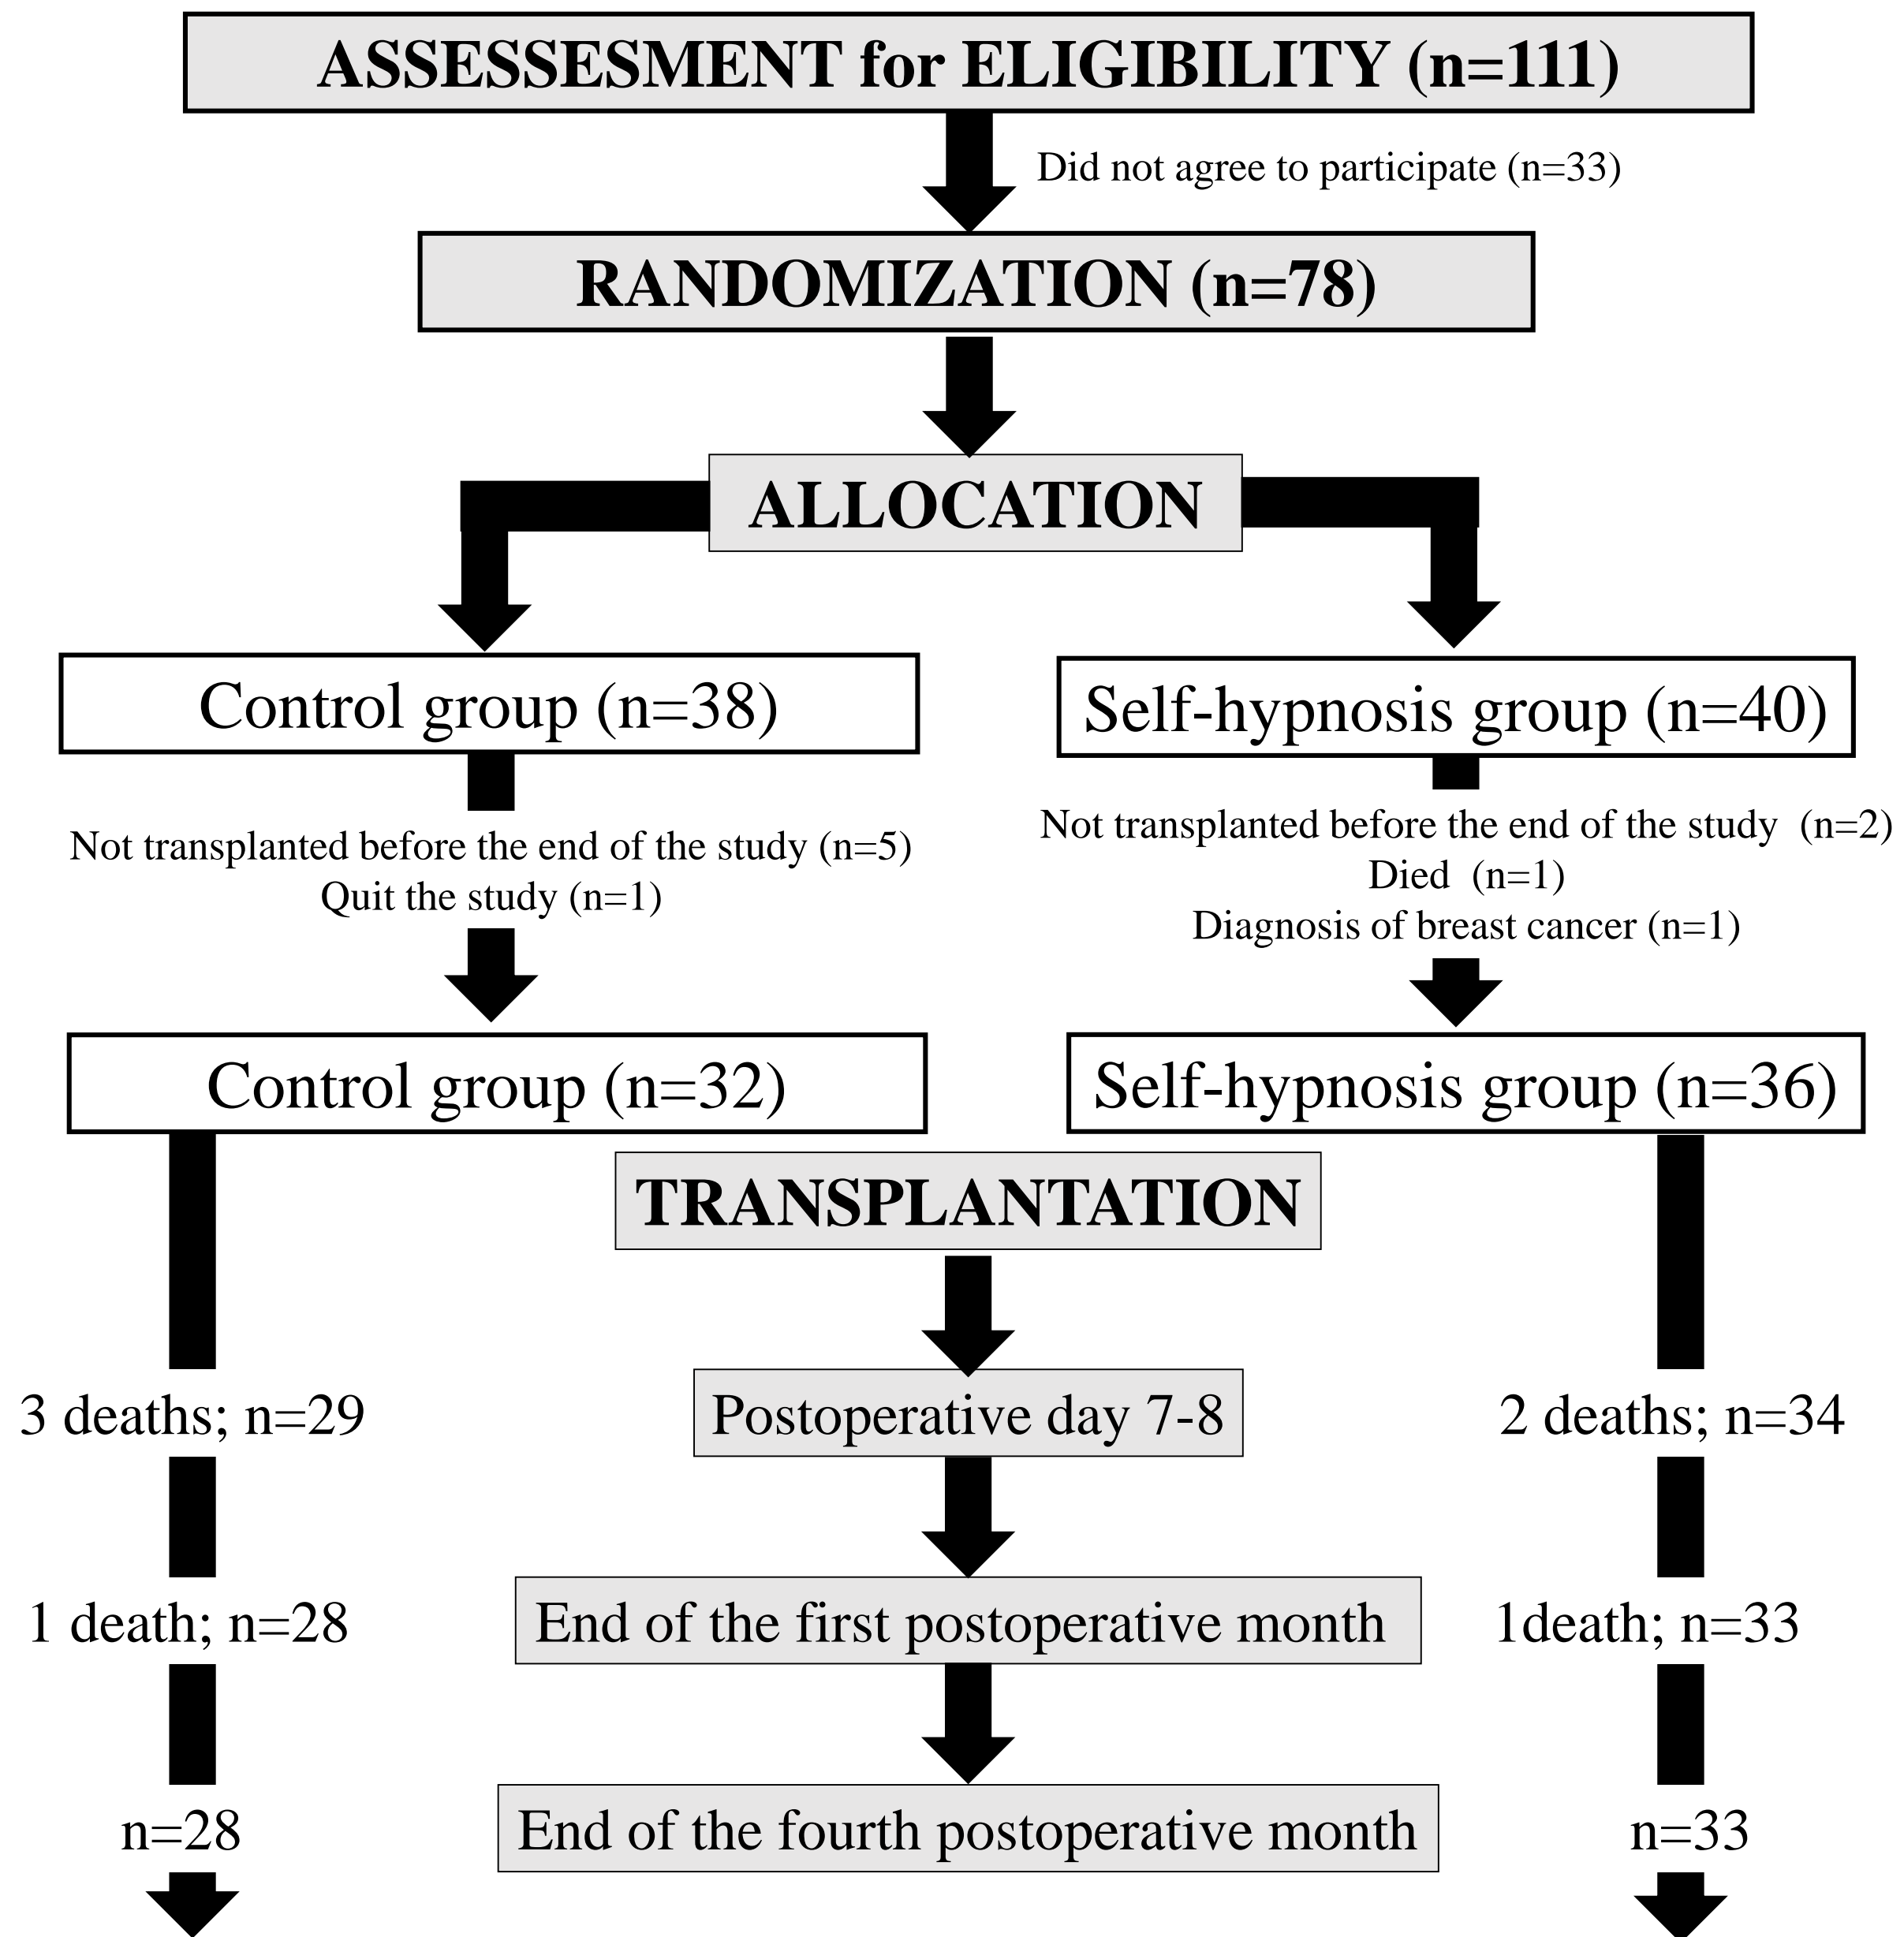 ASSESSEMENT for ELIGIBILITY (n=111)
Did not agree to participate (n=33)
RANDOMIZATION (n=78)
ALLOCATION
Control group (n=38)
Self-hypnosis group (n=40)
Not transplanted before the end of the study (n=5)
Quit the study (n=1)
Not transplanted before the end of the study (n=2)
Died (n=1)
Diagnosis of breast cancer (n=1)
Control group (n=32)
Self-hypnosis group (n=36)
TRANSPLANTATION
3 deaths; n=29
Postoperative day 7-8
2 deaths; n=34
1 death; n=28
End of the first postoperative month
1death; n=33
n=28
End of the fourth postoperative month
n=33